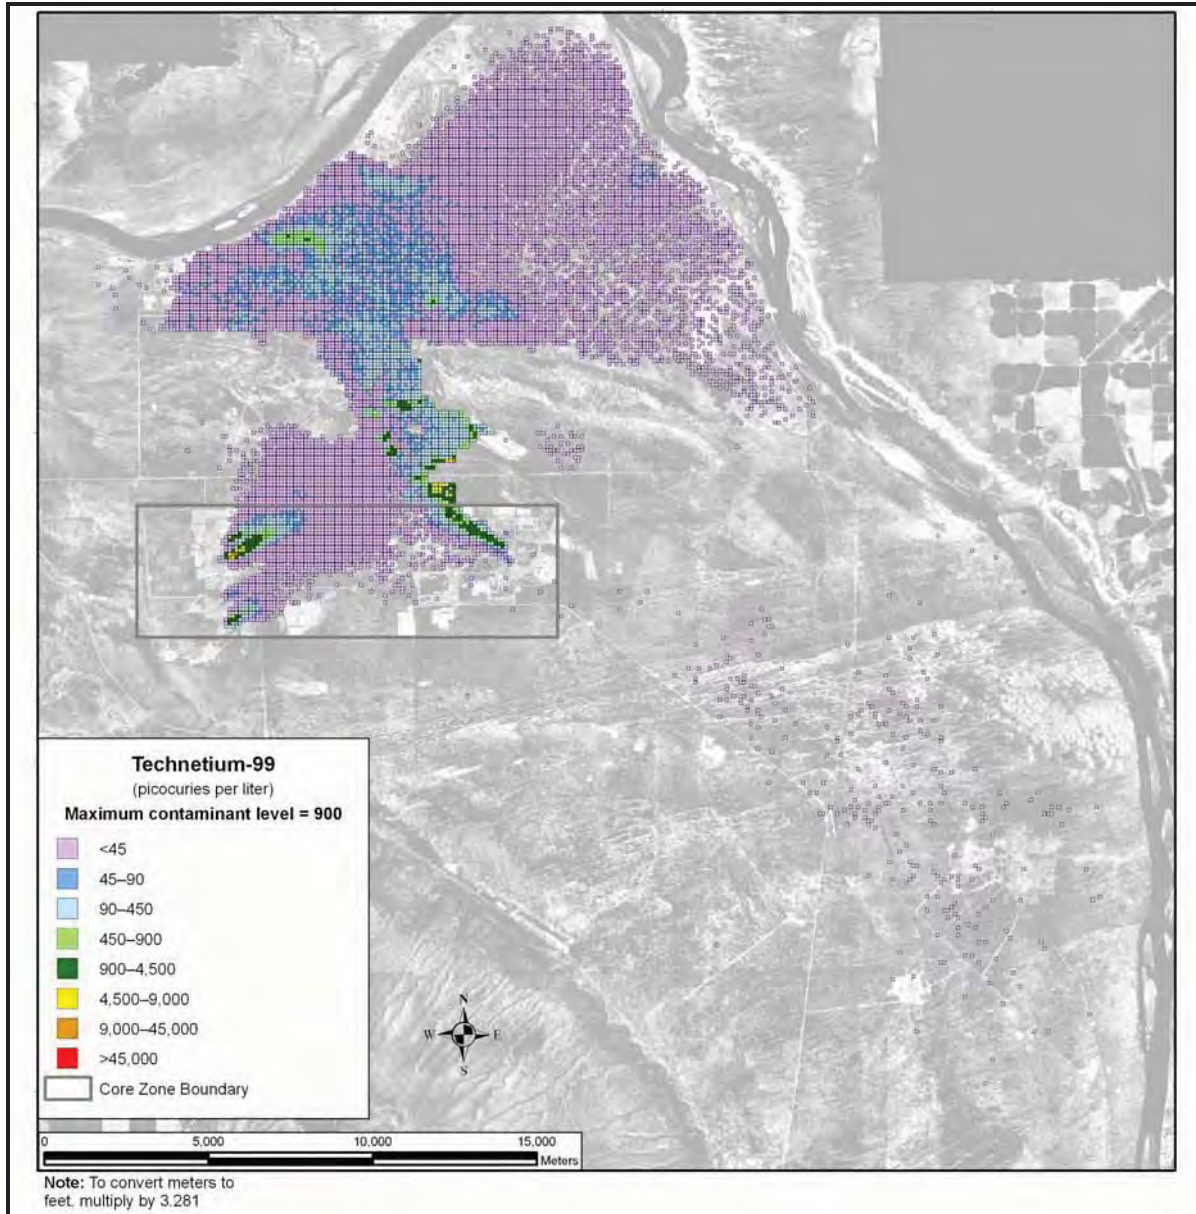 Technetium-99
(picocuries per liter)
Maximum contaminant level = 900
<45
45–90
90–450
450–900
900–4,500
4,500–9,000
9,000–45,000
>45,000
Core Zone Boundary
N
W E
S
0 5,000 10,000 15,000
Meters
Note: To convert meters to
feet, multiply by 3.281